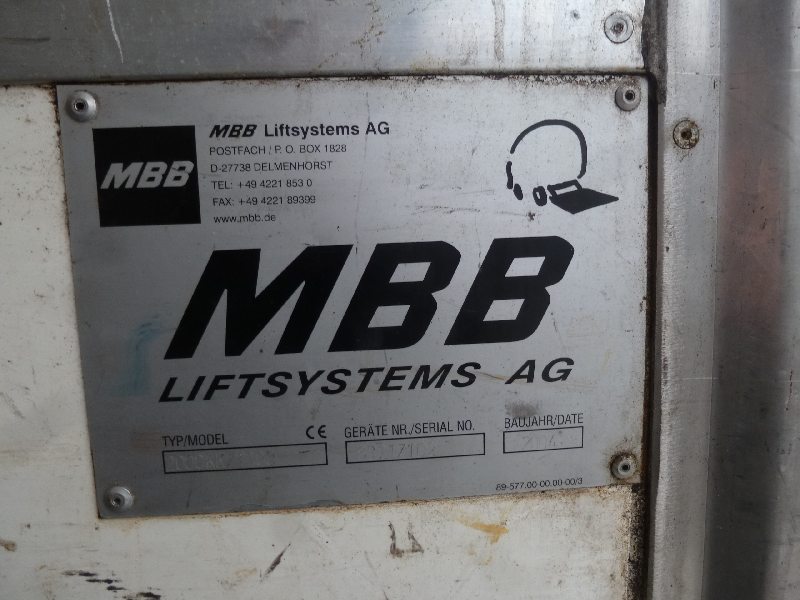 MBB
MBB Liftsystems AG
POSTFACH / P. O. BOX 1828
D-27738 DELMENHORST
TEL: +49 4221 853 0
FAX: +49 4221 89399
www.mbb.de
MBB
LIFTSYSTEMS AG
TYP/MODEL CE GERÄTE NR./SERIAL NO. BAUJAHR/DATE
69-577.00-00.00-00/3